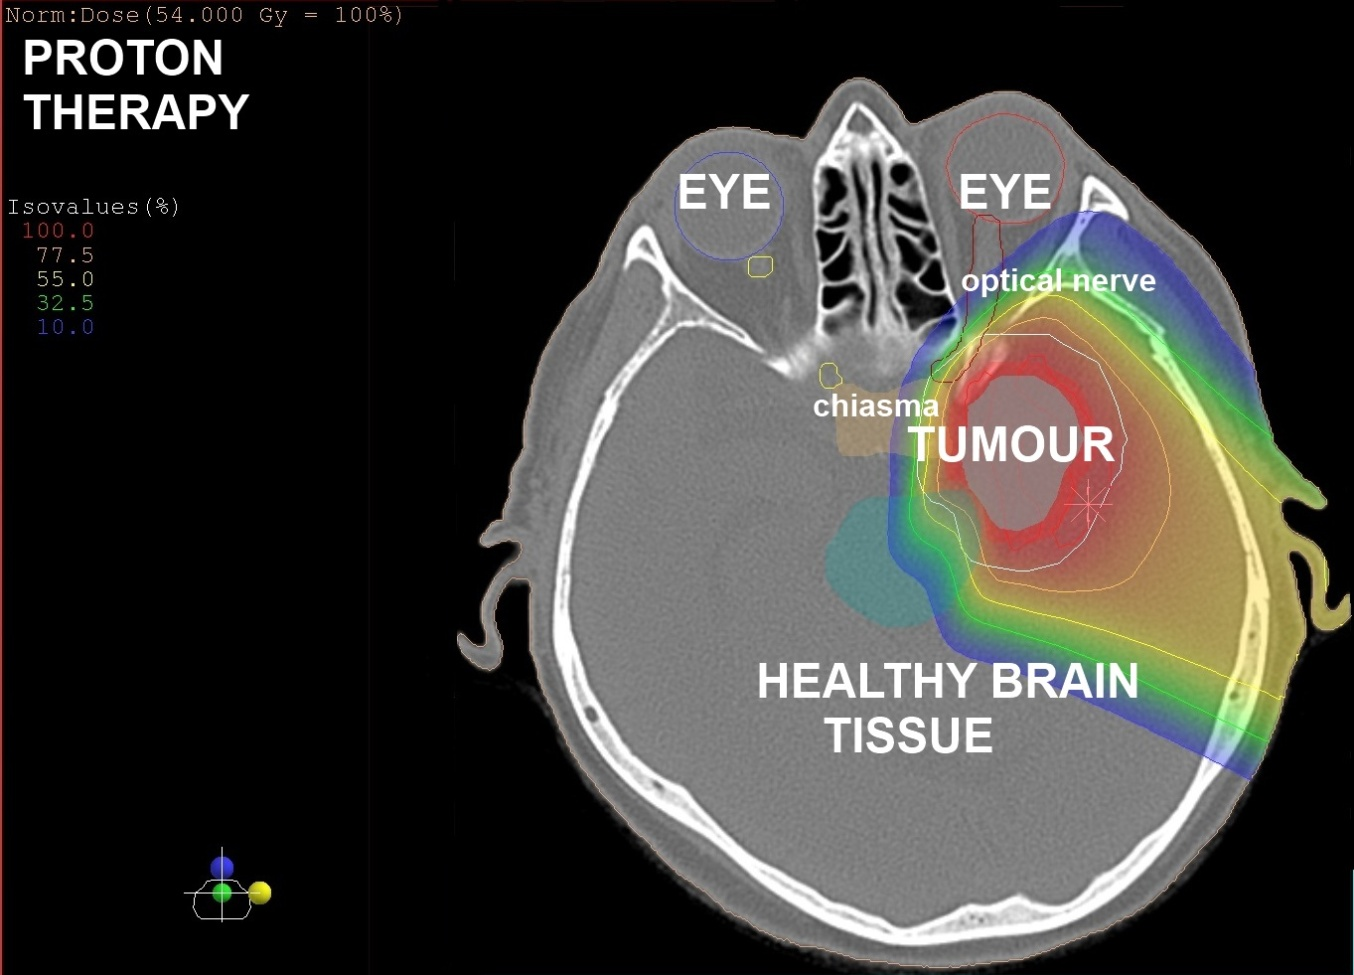 Norm:Dose(54.000 Gy = 100%)
PROTON
THERAPY
Isovalues(%)
100.0
77.5
55.0
32.5
10.0
EYE
EYE
optical nerve
chiasma
TUMOUR
HEALTHY BRAIN
TISSUE